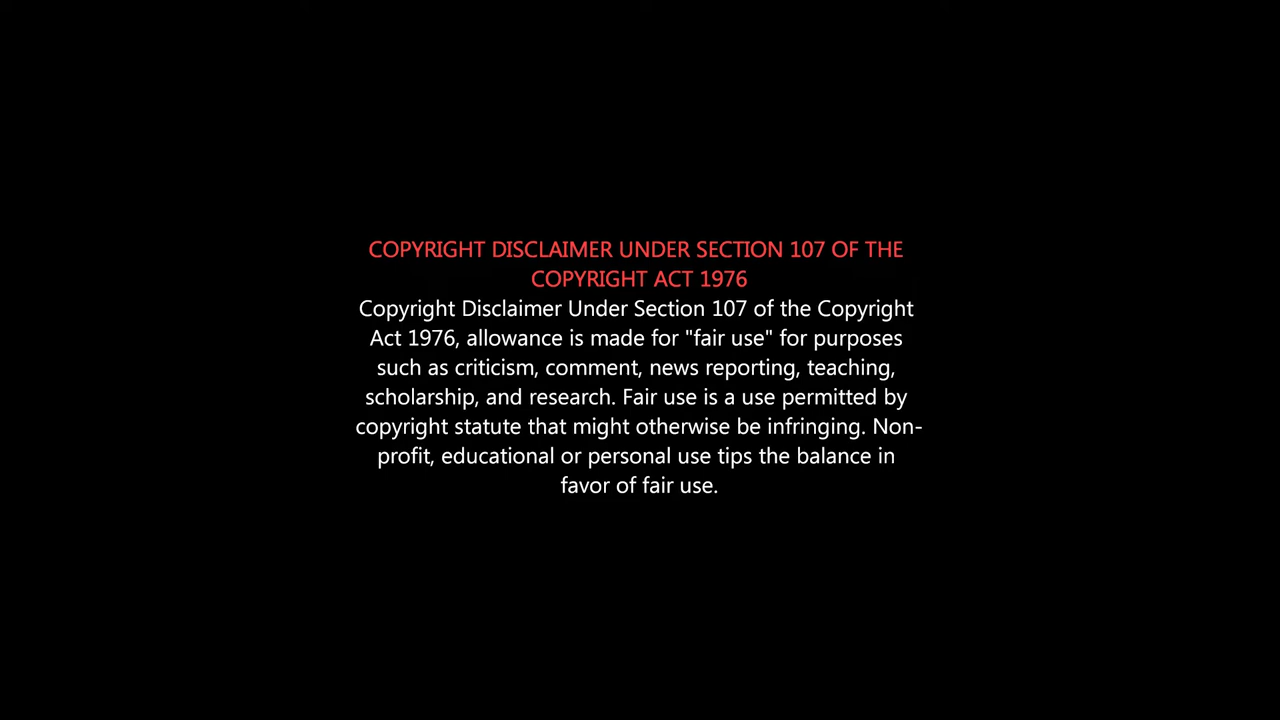 COPYRIGHT DISCLAIMER UNDER SECTION 107 OF THE
COPYRIGHT ACT 1976
Copyright Disclaimer Under Section 107 of the Copyright
Act 1976, allowance is made for "fair use" for purposes
such as criticism, comment, news reporting, teaching,
scholarship, and research. Fair use is a use permitted by
copyright statute that might otherwise be infringing. Non-
profit, educational or personal use tips the balance in
favor of fair use.